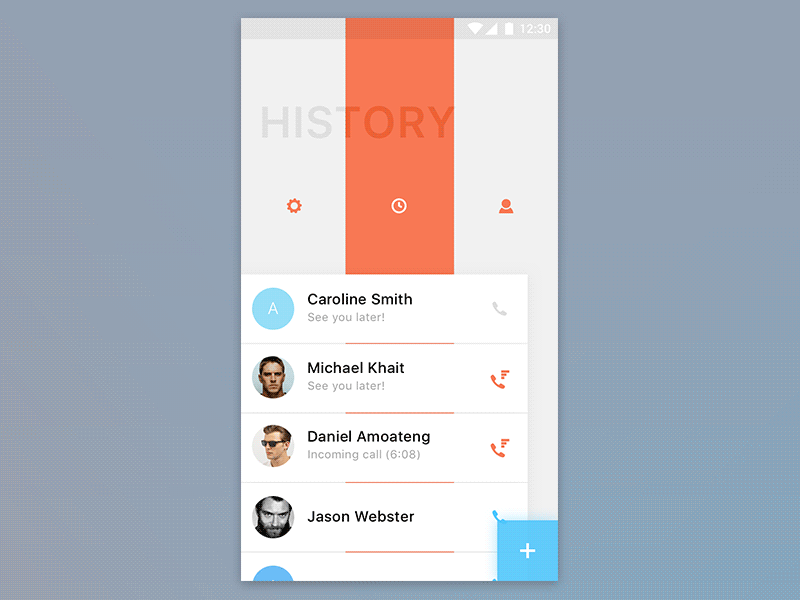 12:30
HISTORY
A
Caroline Smith
See you later!
Michael Khait
See you later!
Daniel Amoateng
Incoming call (6:08)
Jason Webster
+